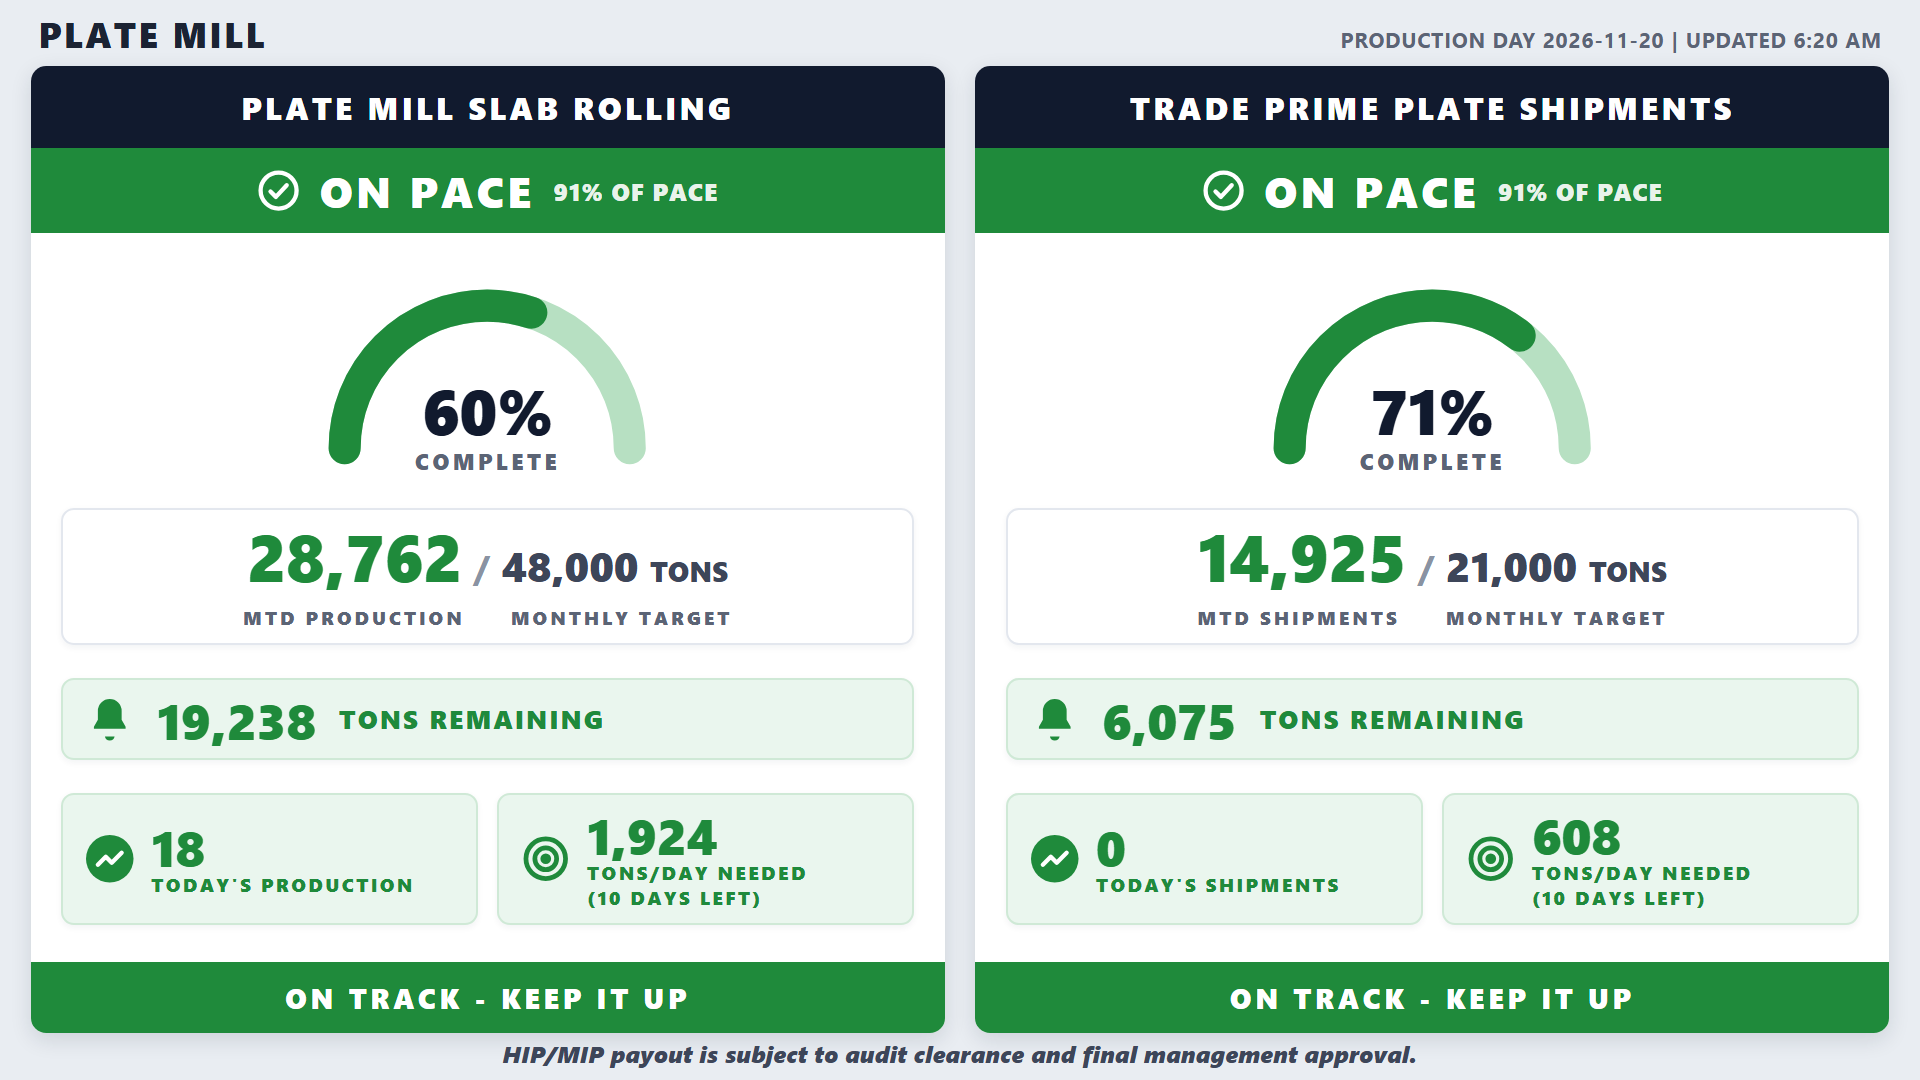 PLATE MILL
PRODUCTION DAY 2026-11-20 | UPDATED 6:20 AM
PLATE MILL SLAB ROLLING
ON PACE 91% OF PACE
60%
COMPLETE
28,762 / 48,000 TONS
MTD PRODUCTION MONTHLY TARGET
19,238 TONS REMAINING
18
TODAY'S PRODUCTION
1,924
TONS/DAY NEEDED
(10 DAYS LEFT)
ON TRACK - KEEP IT UP
TRADE PRIME PLATE SHIPMENTS
ON PACE 91% OF PACE
71%
COMPLETE
14,925 / 21,000 TONS
MTD SHIPMENTS MONTHLY TARGET
6,075 TONS REMAINING
0
TODAY'S SHIPMENTS
608
TONS/DAY NEEDED
(10 DAYS LEFT)
ON TRACK - KEEP IT UP
HIP/MIP payout is subject to audit clearance and final management approval.